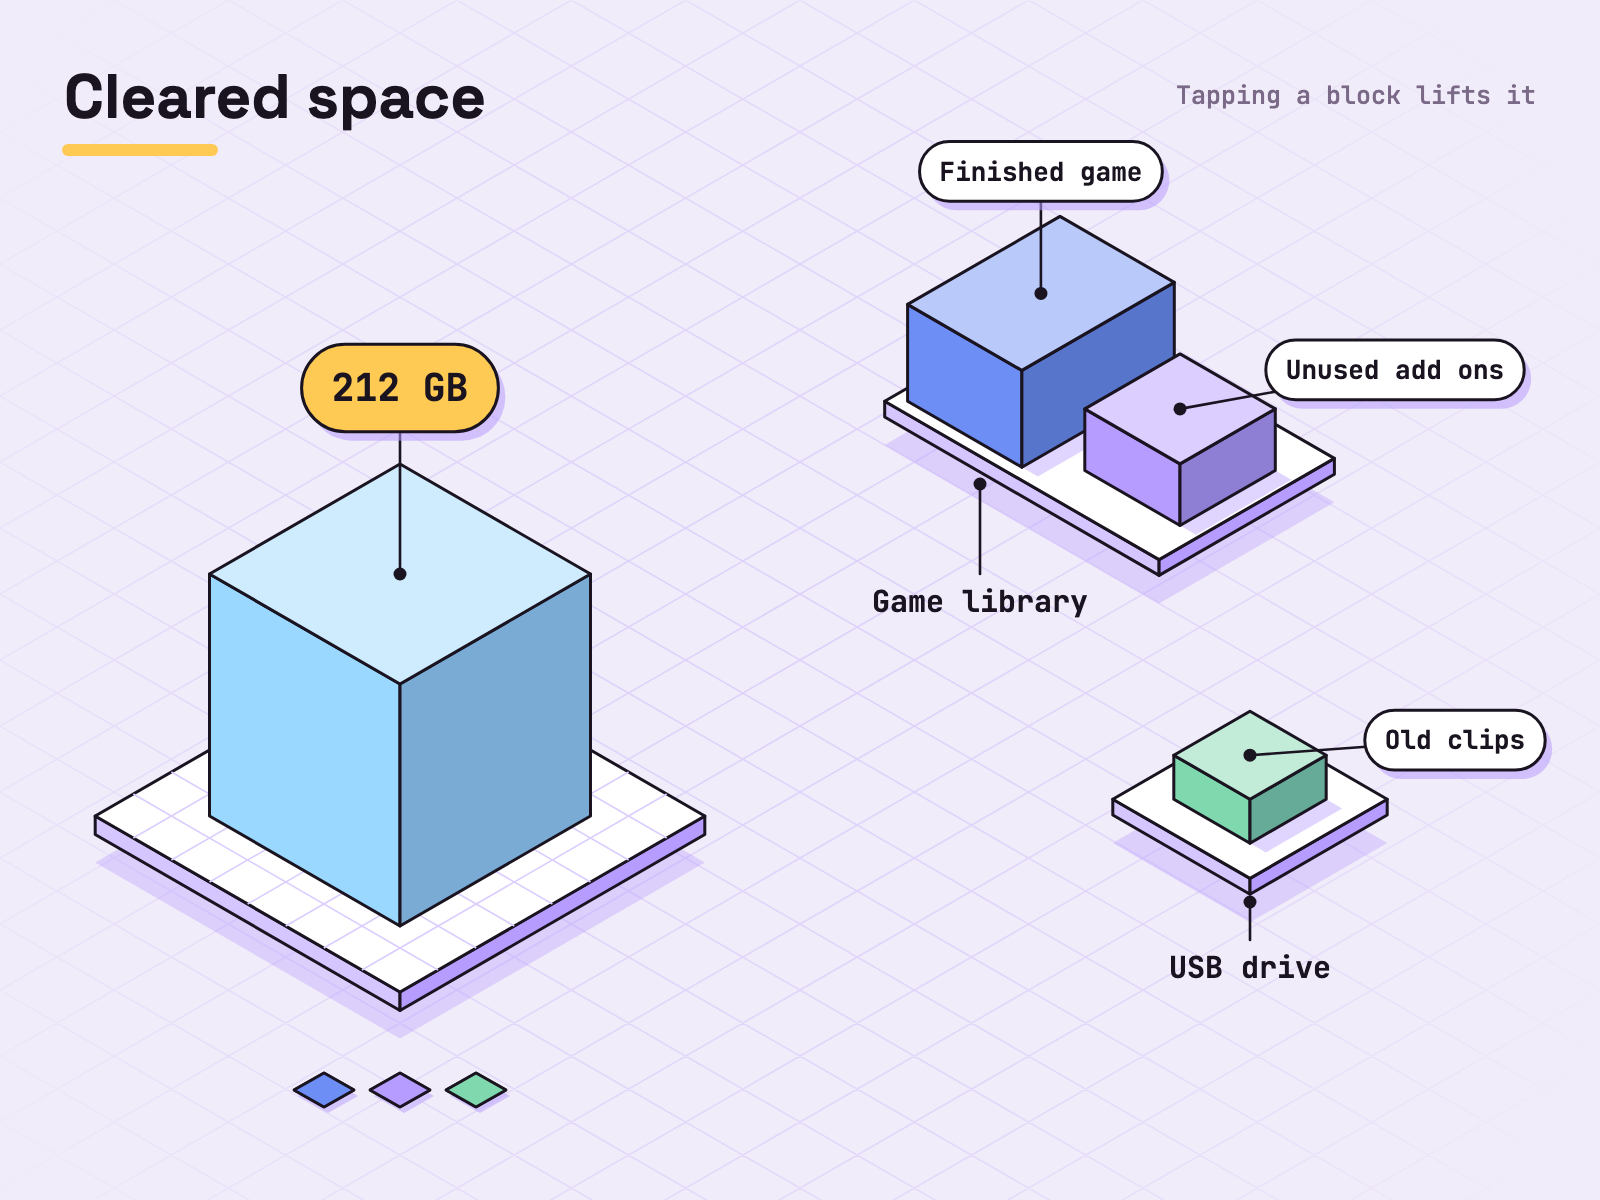 Cleared space
Tapping a block lifts it
Finished game
Unused add ons
212 GB
Game library
Old clips
USB drive